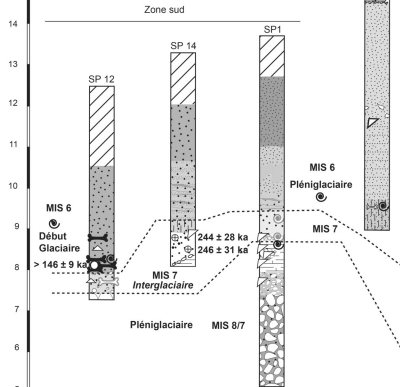 Zone sud
14
13
12
11
10
9
8
7
6
SP 12
SP 14
SP1
MIS 6
Début
Glaciaire
> 146 ± 9 ka
244 ± 28 ka
246 ± 31 ka
MIS 7
Interglaciaire
MIS 6
Pléniglaciaire
MIS 7
Pléniglaciaire MIS 8/7